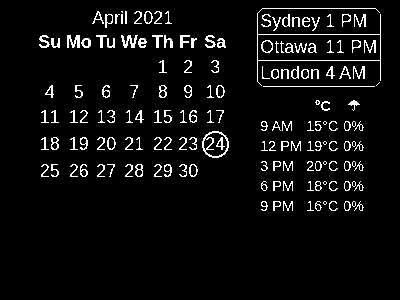 April 2021
Su Mo Tu We Th Fr Sa
1 2 3
4 5 6 7 8 9 10
11 12 13 14 15 16 17
18 19 20 21 22 23 24
25 26 27 28 29 30
Sydney 1 PM
Ottawa 11 PM
London 4 AM
°C
9 AM 15°C 0%
12 PM 19°C 0%
3 PM 20°C 0%
6 PM 18°C 0%
9 PM 16°C 0%